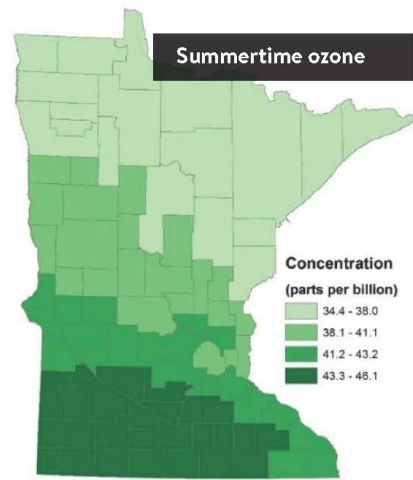 Summertime ozone
Concentration
(parts per billion)
34.4 - 38.0
38.1 - 41.1
41.2 - 43.2
43.3 - 46.1